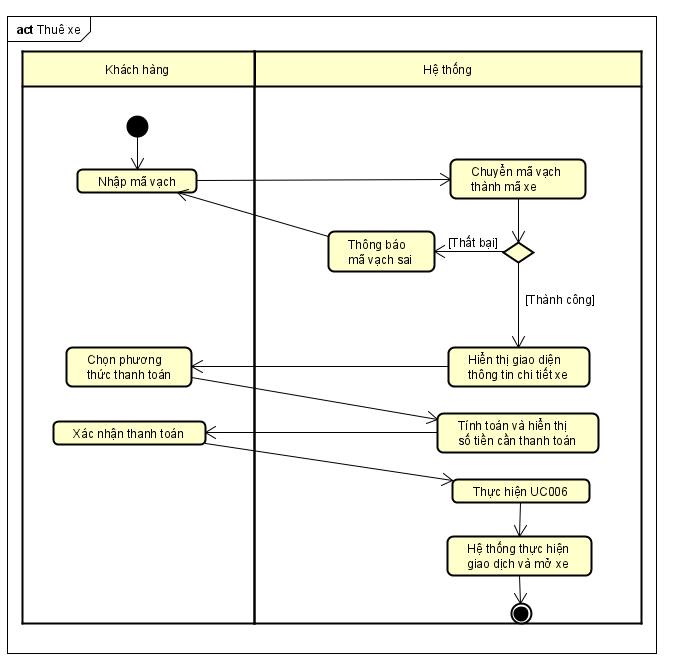 act Thuê xe
Khách hàng
Hệ thống
Nhập mã vạch
Chuyển mã vạch
thành mã xe
Thông báo
mã vạch sai
[Thất bại]
[Thành công]
Chọn phương
thức thanh toán
Hiển thị giao diện
thông tin chi tiết xe
Tính toán và hiển thị
số tiền cần thanh toán
Xác nhận thanh toán
Thực hiện UC006
Hệ thống thực hiện
giao dịch và mở xe